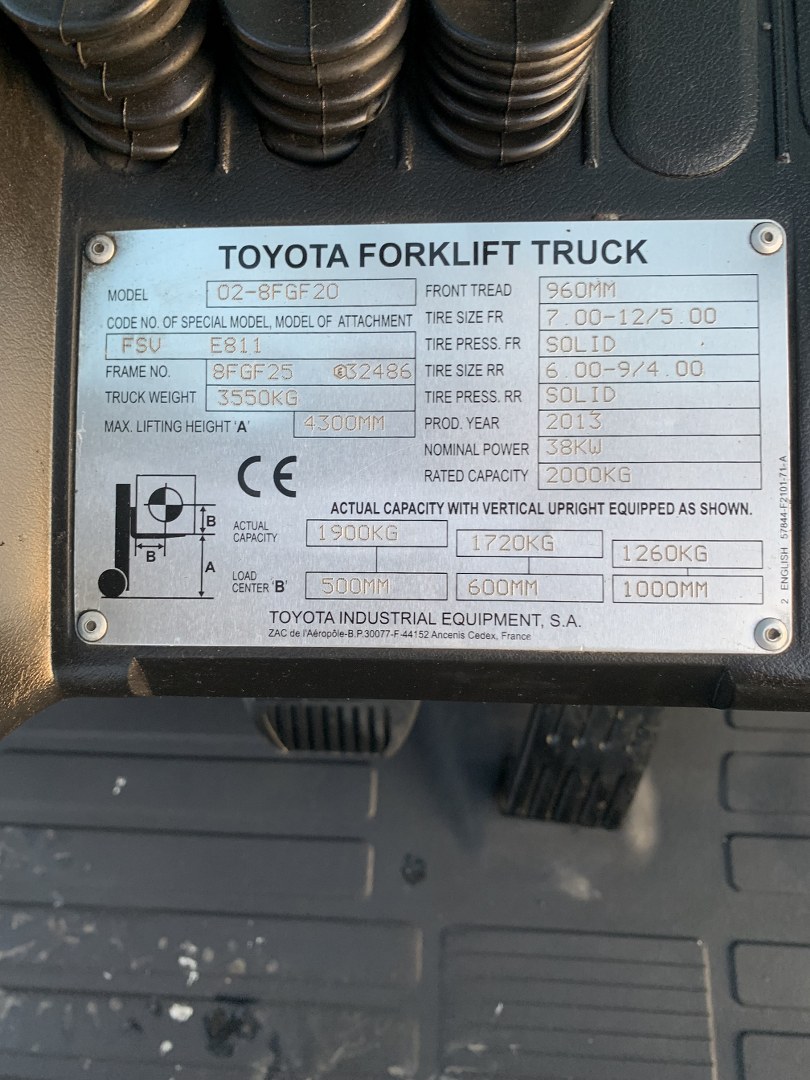 TOYOTA FORKLIFT TRUCK
MODEL 02-8FGF20
CODE NO. OF SPECIAL MODEL, MODEL OF ATTACHMENT
FSV E811
FRAME NO. 8FGF25 E32486
TRUCK WEIGHT 3550KG
MAX. LIFTING HEIGHT 'A' 4300MM
FRONT TREAD 960MM
TIRE SIZE FR 7.00-12/5.00
TIRE PRESS. FR SOLID
TIRE SIZE RR 6.00-9/4.00
TIRE PRESS. RR SOLID
PROD. YEAR 2013
NOMINAL POWER 38KW
RATED CAPACITY 2000KG
CE
B
B
A
ACTUAL CAPACITY WITH VERTICAL UPRIGHT EQUIPPED AS SHOWN.
ACTUAL CAPACITY 1900KG 1720KG 1260KG
LOAD CENTER 'B' 500MM 600MM 1000MM
TOYOTA INDUSTRIAL EQUIPMENT, S.A.
ZAC de l'Aéropôle-B.P.30077-F-44152 Ancenis Cedex, France
2 ENGLISH 57844-F2101-71-A